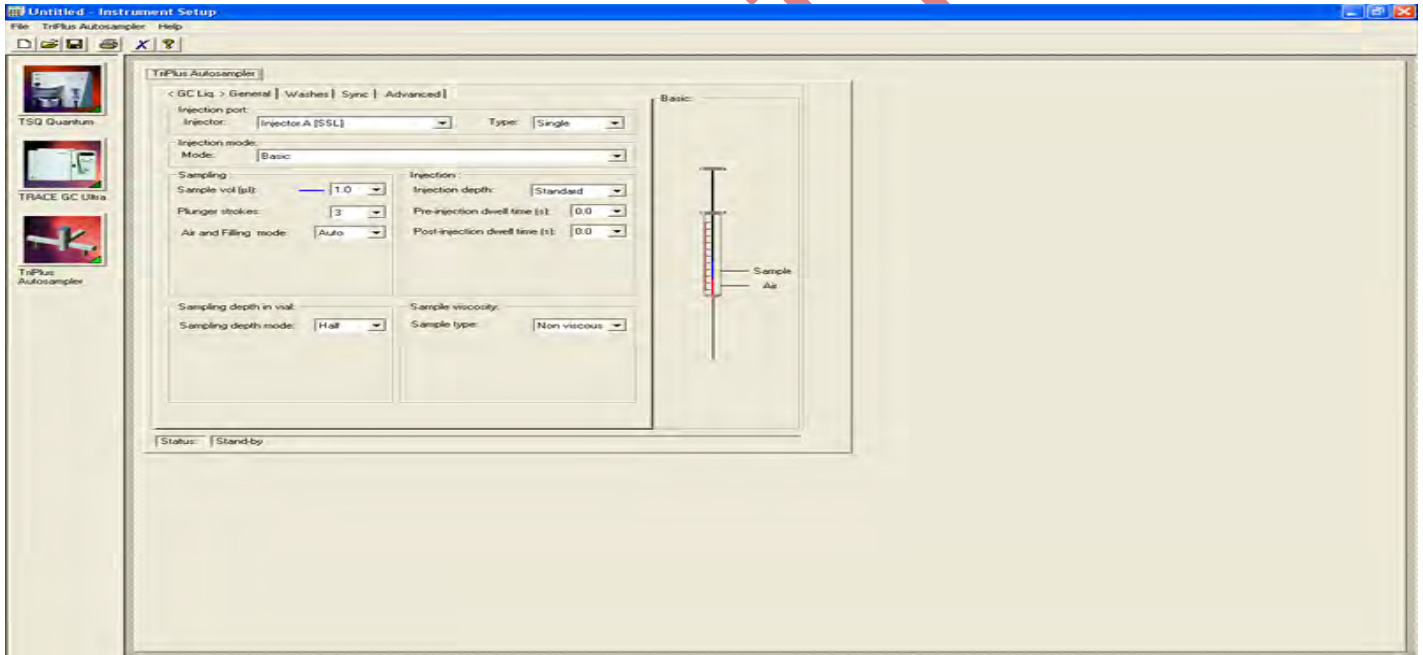 Untitled - Instrument Setup
File TriPlus Autosampler Help
TSQ Quantum
TRACE GC Ultra
TriPlus
Autosampler
TriPlus Autosampler
< GC Liq > General Washes Sync Advanced
Injection port:
Injector: Injector A [SSL] Type: Single
Injection mode:
Mode: Basic
Sampling :
Sample vol (µl): 1.0
Plunger strokes: 3
Air and Filling mode: Auto
Injection :
Injection depth: Standard
Pre-injection dwell time (s): 0.0
Post-injection dwell time (s): 0.0
Sampling depth in vial:
Sampling depth mode: Half
Sample viscosity:
Sample type: Non viscous
Basic:
Sample
Air
Status: Stand-by